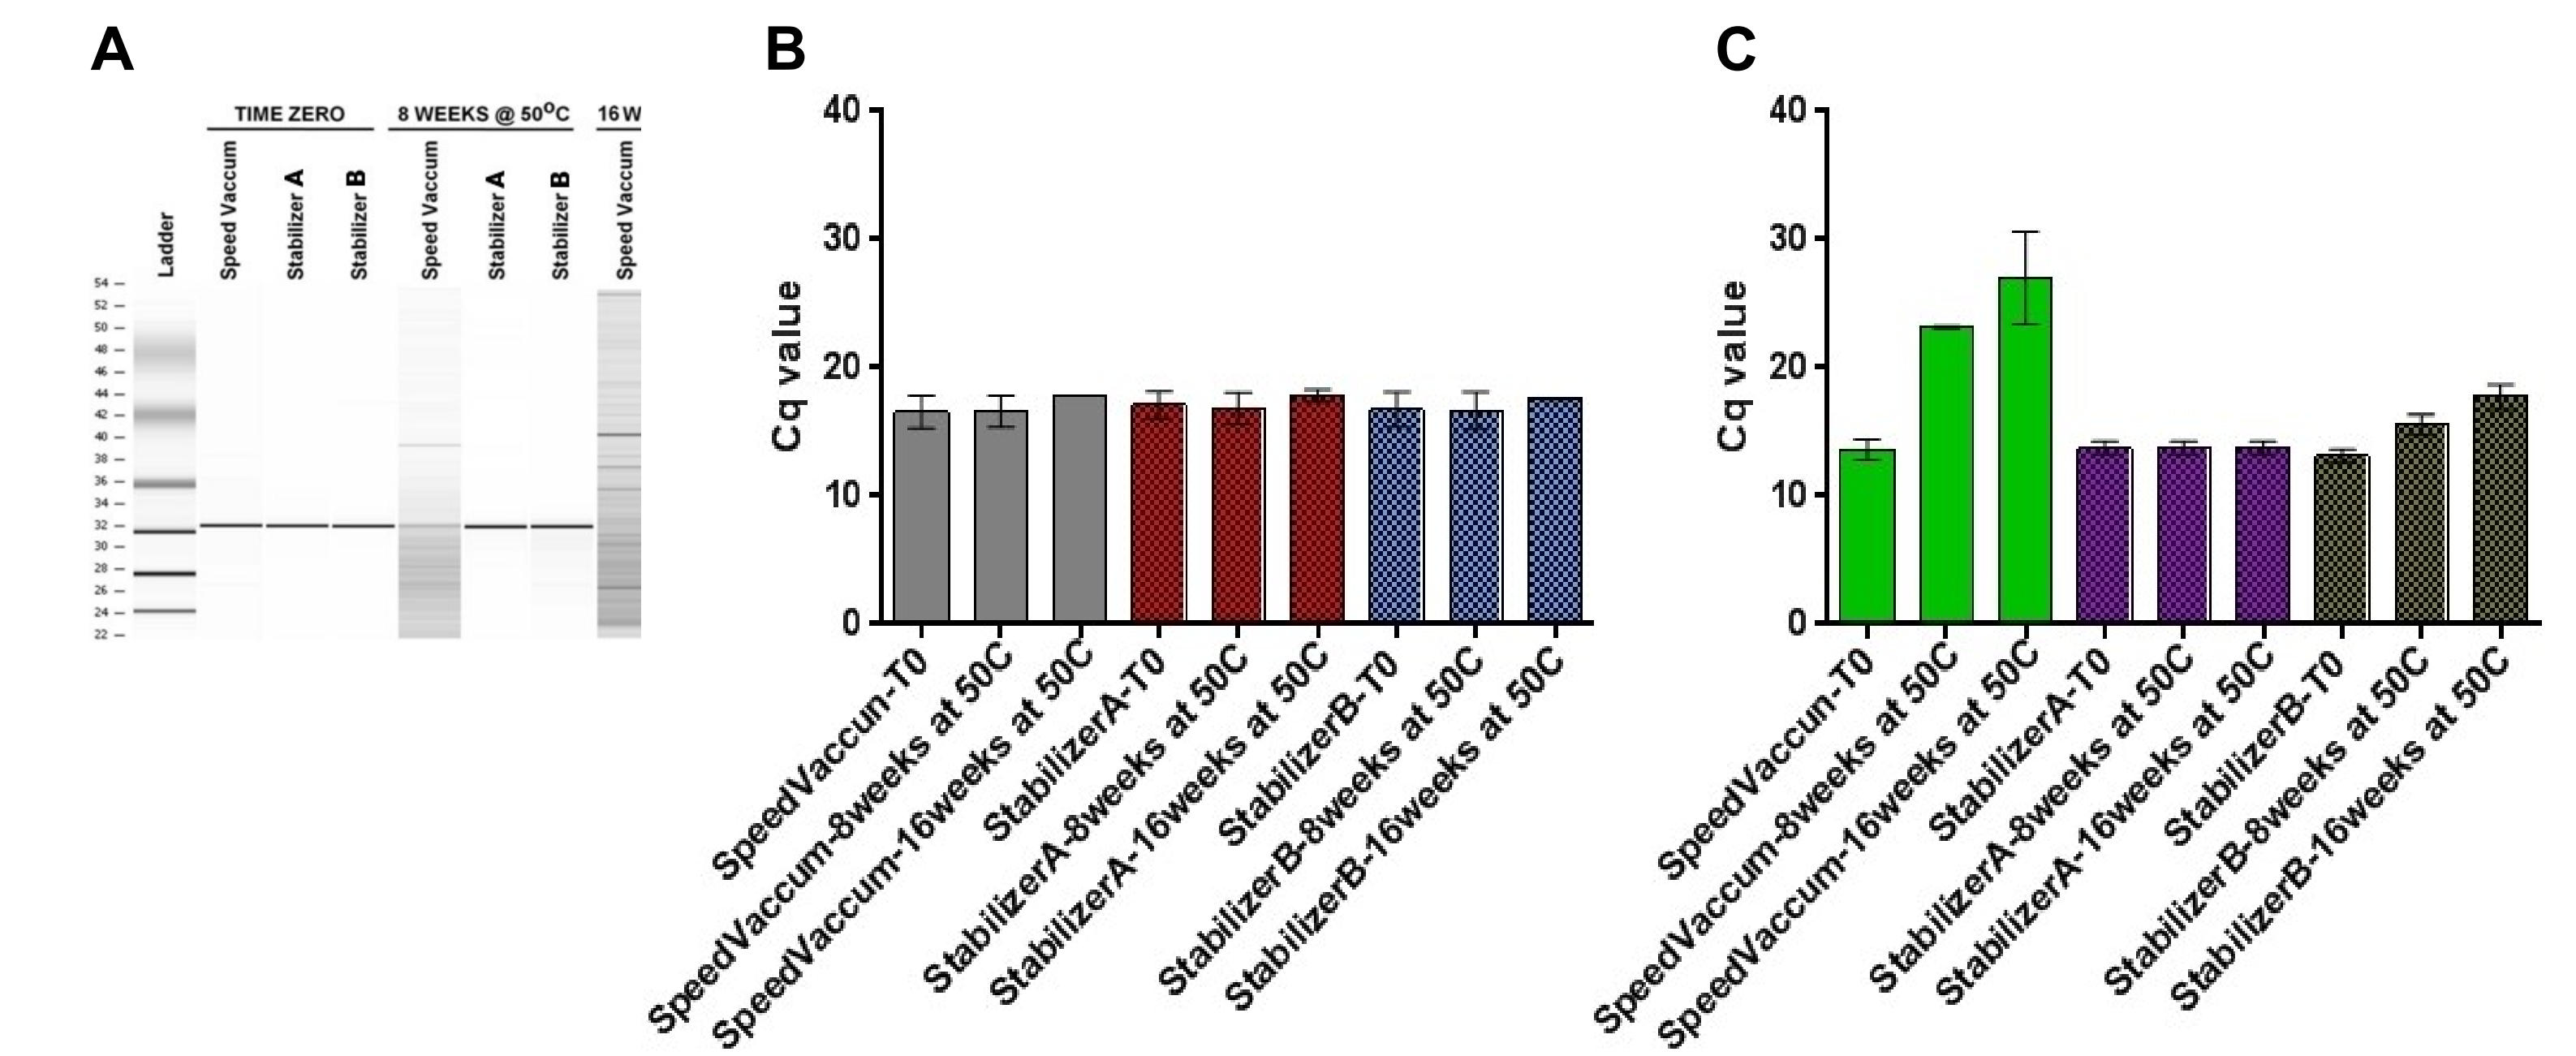 A
TIME ZERO
8 WEEKS @ 50°C
16 W
Ladder
Speed Vaccum
Stabilizer A
Stabilizer B
Speed Vaccum
Stabilizer A
Stabilizer B
Speed Vaccum
54
52
50
48
46
44
42
40
38
36
34
32
30
28
26
24
22
B
Cq value
40
30
20
10
0
SpeedVaccun-T0
SpeedVaccum-8weeks at 50C
SpeedVaccum-16weeks at 50C
StabilizerA-T0
StabilizerA-8weeks at 50C
StabilizerA-16weeks at 50C
StabilizerB-T0
StabilizerB-8weeks at 50C
StabilizerB-16weeks at 50C
C
Cq value
40
30
20
10
0
SpeedVaccun-T0
SpeedVaccum-8weeks at 50C
SpeedVaccum-16weeks at 50C
StabilizerA-T0
StabilizerA-8weeks at 50C
StabilizerA-16weeks at 50C
StabilizerB-T0
StabilizerB-8weeks at 50C
StabilizerB-16weeks at 50C